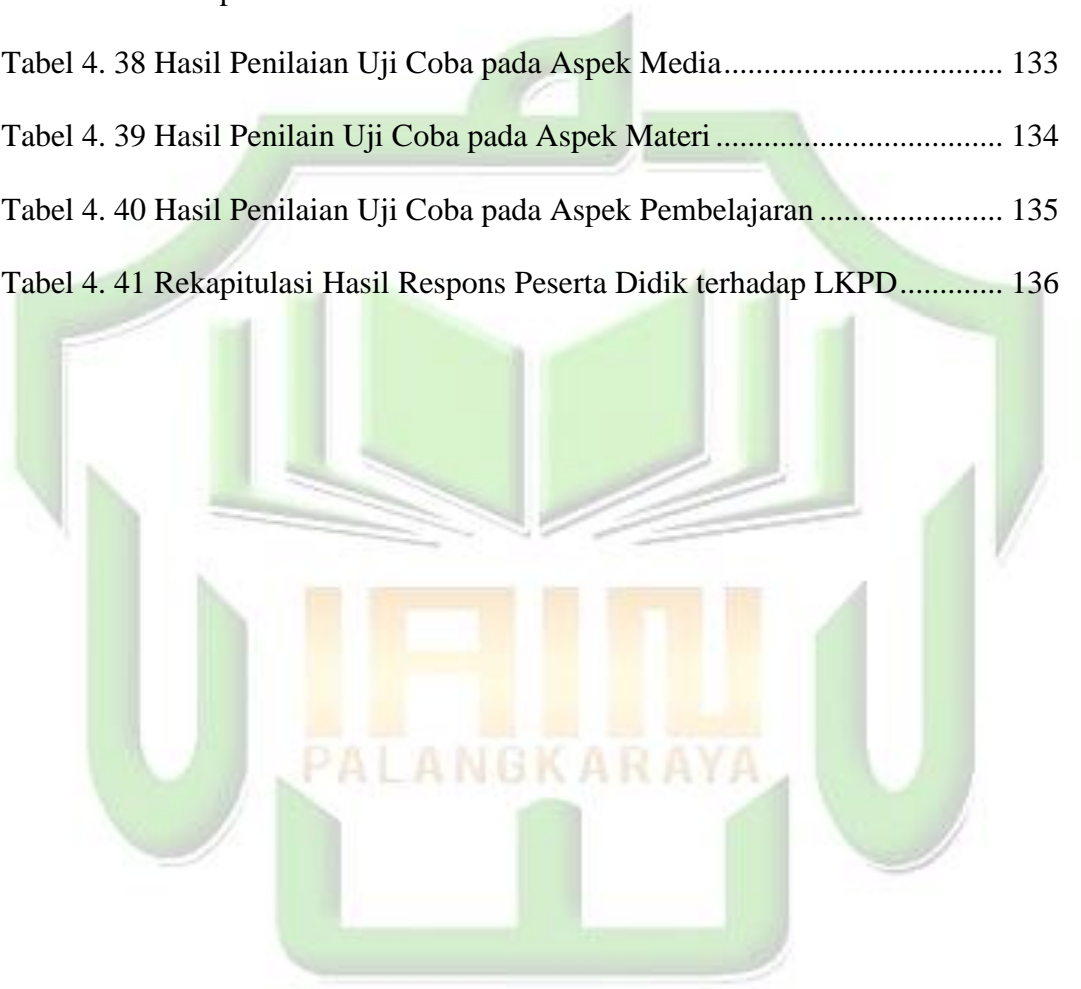 Tabel 4. 38 Hasil Penilaian Uji Coba pada Aspek Media................................... 133
Tabel 4. 39 Hasil Penilain Uji Coba pada Aspek Materi .................................... 134
Tabel 4. 40 Hasil Penilaian Uji Coba pada Aspek Pembelajaran ....................... 135
Tabel 4. 41 Rekapitulasi Hasil Respons Peserta Didik terhadap LKPD............. 136
IAIN
PALANGKARAYA